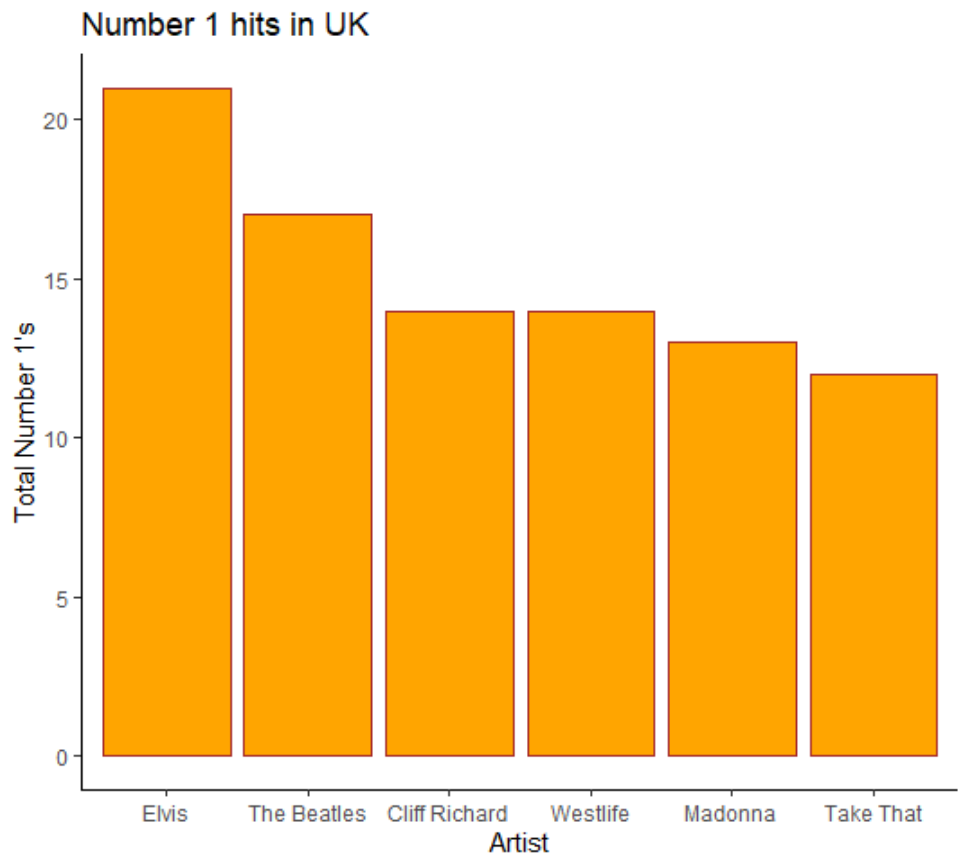 Number 1 hits in UK
Total Number 1's
20
15
10
5
0
Elvis The Beatles Cliff Richard Westlife Madonna Take That
Artist